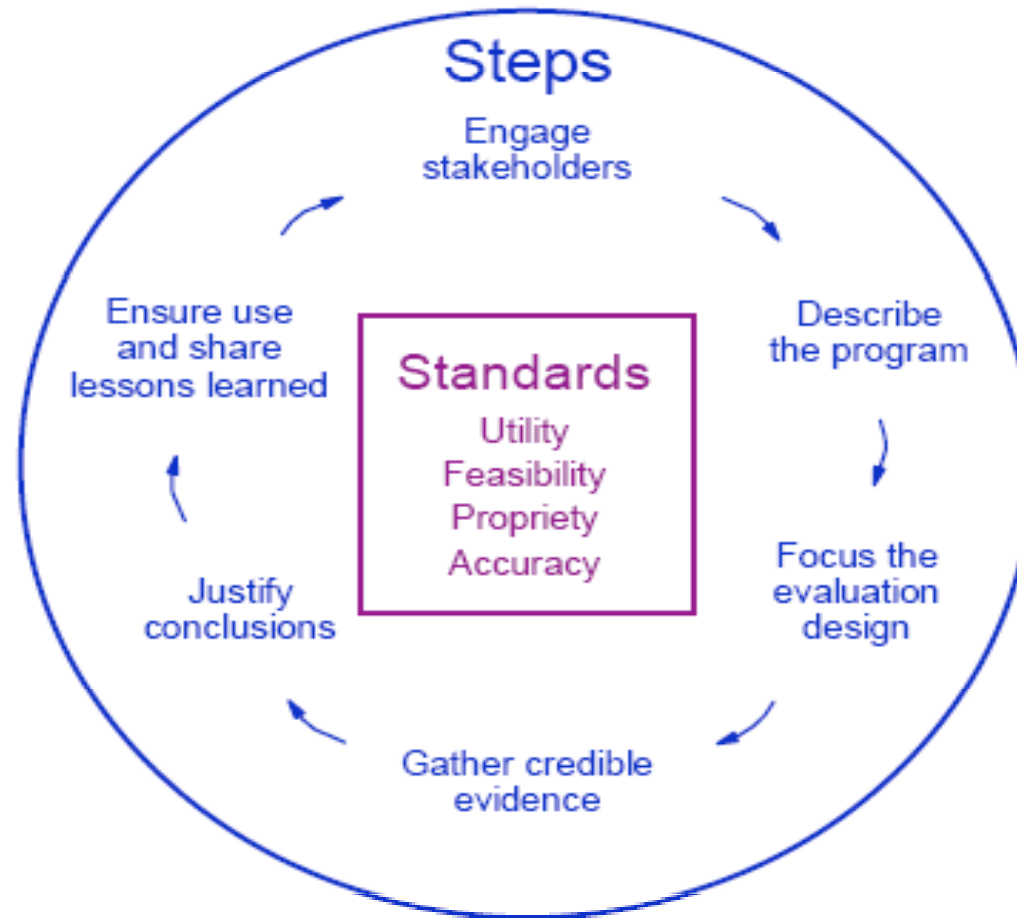 Steps
Engage
stakeholders
Describe
the program
Focus the
evaluation
design
Gather credible
evidence
Justify
conclusions
Ensure use
and share
lessons learned
Standards
Utility
Feasibility
Propriety
Accuracy